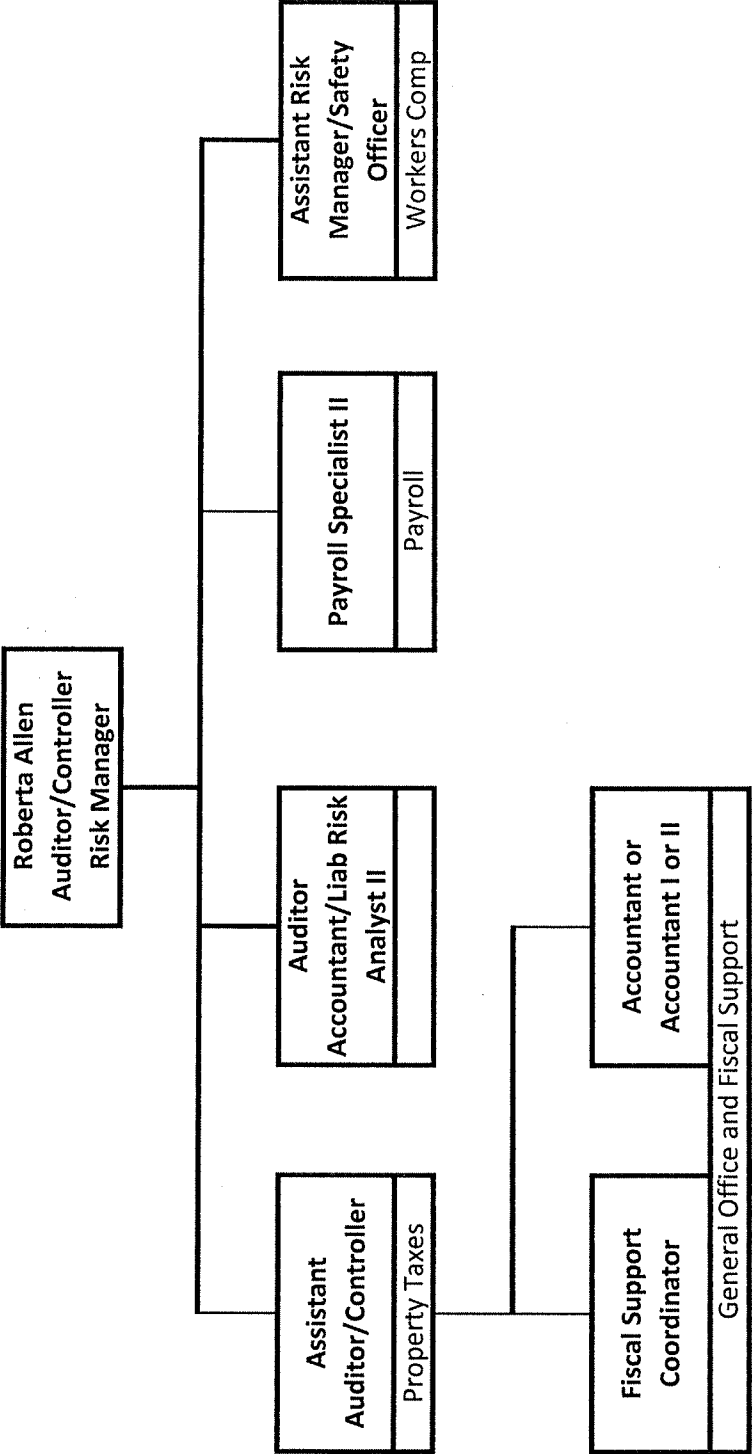 Roberta Allen
Auditor/Controller
Risk Manager
Assistant
Auditor/Controller
Property Taxes
Auditor
Accountant/Liab Risk
Analyst II
Payroll Specialist II
Payroll
Assistant Risk
Manager/Safety
Officer
Workers Comp
Fiscal Support
Coordinator
Accountant or
Accountant I or II
General Office and Fiscal Support